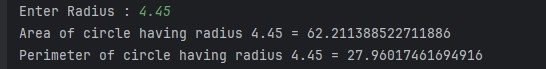 Enter Radius : 4.45
Area of circle having radius 4.45 = 62.211388522711886
Perimeter of circle having radius 4.45 = 27.96017461694916